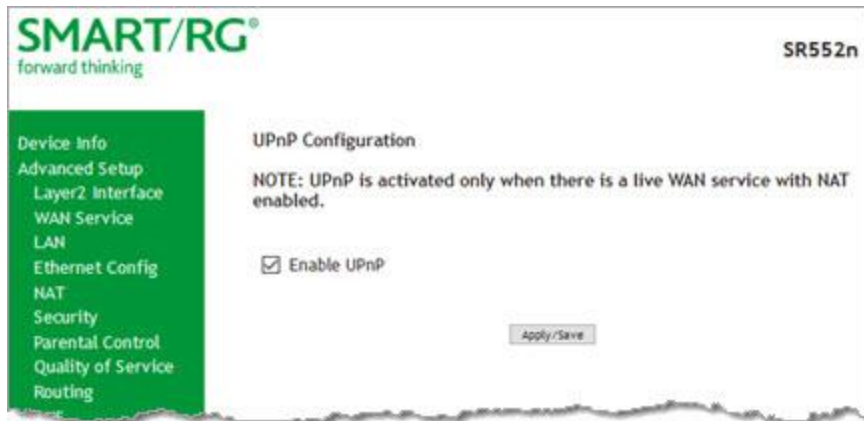 SMART/RG®
forward thinking
SR552n
Device Info
Advanced Setup
Layer2 Interface
WAN Service
LAN
Ethernet Config
NAT
Security
Parental Control
Quality of Service
Routing
UPnP Configuration
NOTE: UPnP is activated only when there is a live WAN service with NAT
enabled.
Enable UPnP
Apply/Save